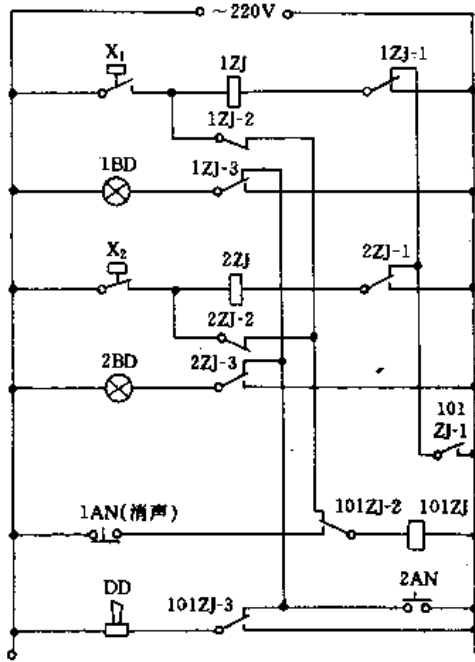 ～220V
X₁
1ZJ
1ZJ-1
1ZJ-2
1BD
1ZJ-3
X₂
2ZJ
2ZJ-1
2ZJ-2
2BD
2ZJ-3
101
ZJ-1
1AN(消声)
101ZJ-2
101ZJ
DD
101ZJ-3
2AN